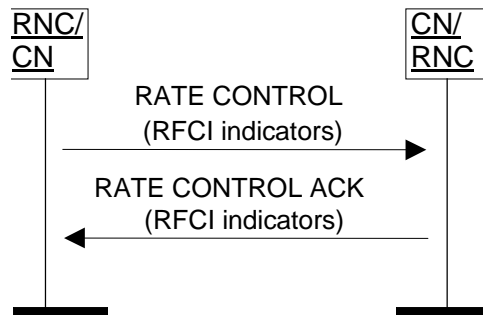 RNC/
CN
CN/
RNC
RATE CONTROL
(RFCI indicators)
RATE CONTROL ACK
(RFCI indicators)